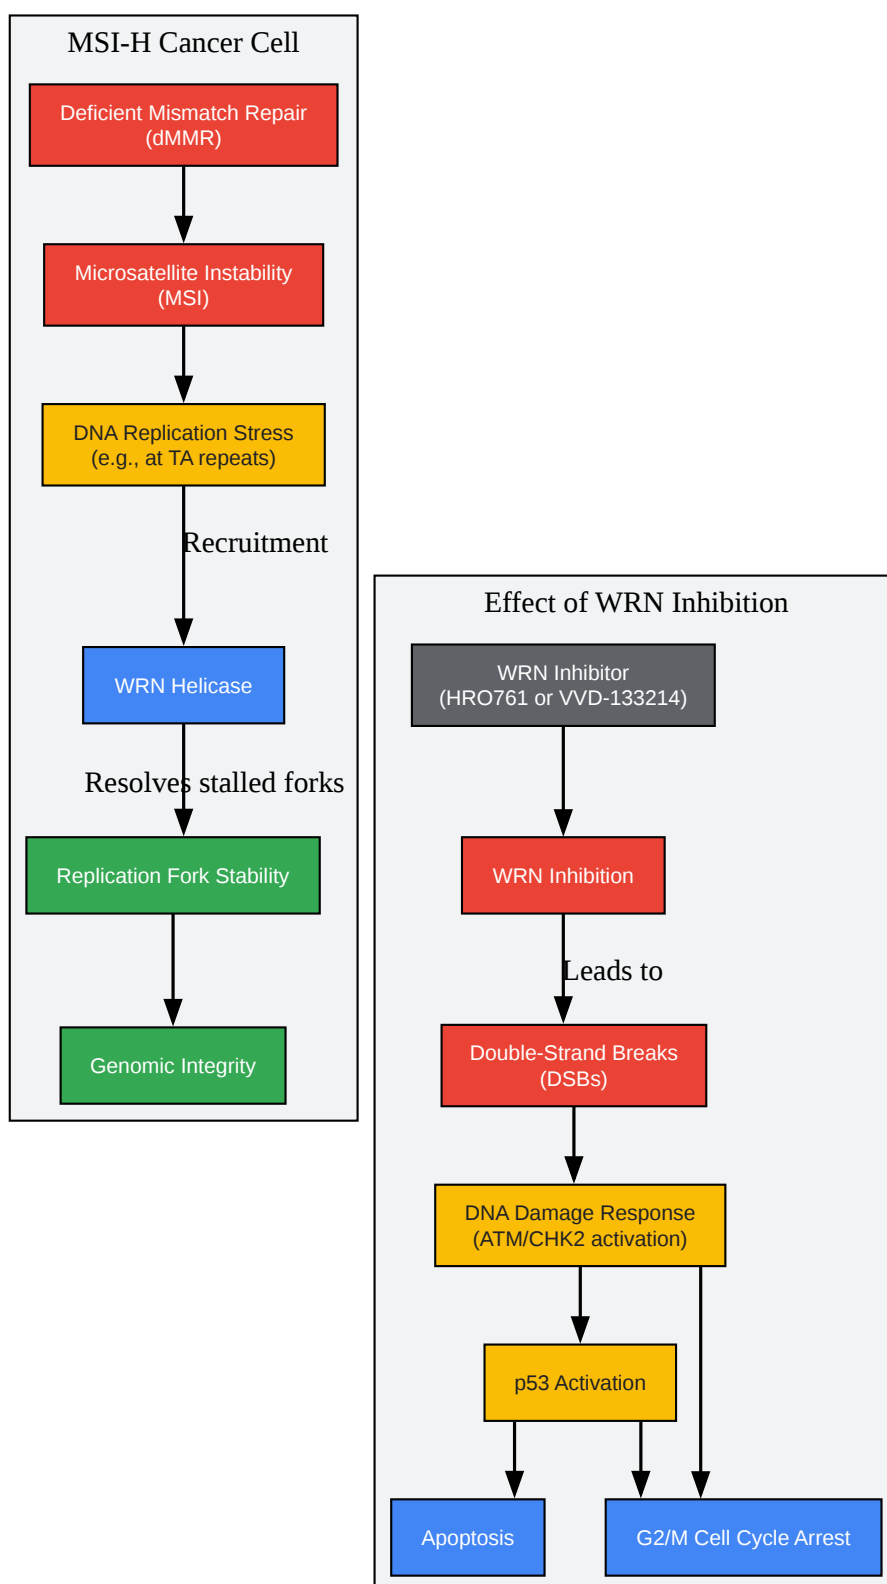 MSI-H Cancer Cell
Deficient Mismatch Repair
(dMMR)
Microsatellite Instability
(MSI)
DNA Replication Stress
(e.g., at TA repeats)
Recruitment
WRN Helicase
Resolves stalled forks
Replication Fork Stability
Genomic Integrity
Effect of WRN Inhibition
WRN Inhibitor
(HRO761 or VVD-133214)
WRN Inhibition
Leads to
Double-Strand Breaks
(DSBs)
DNA Damage Response
(ATM/CHK2 activation)
p53 Activation
Apoptosis
G2/M Cell Cycle Arrest